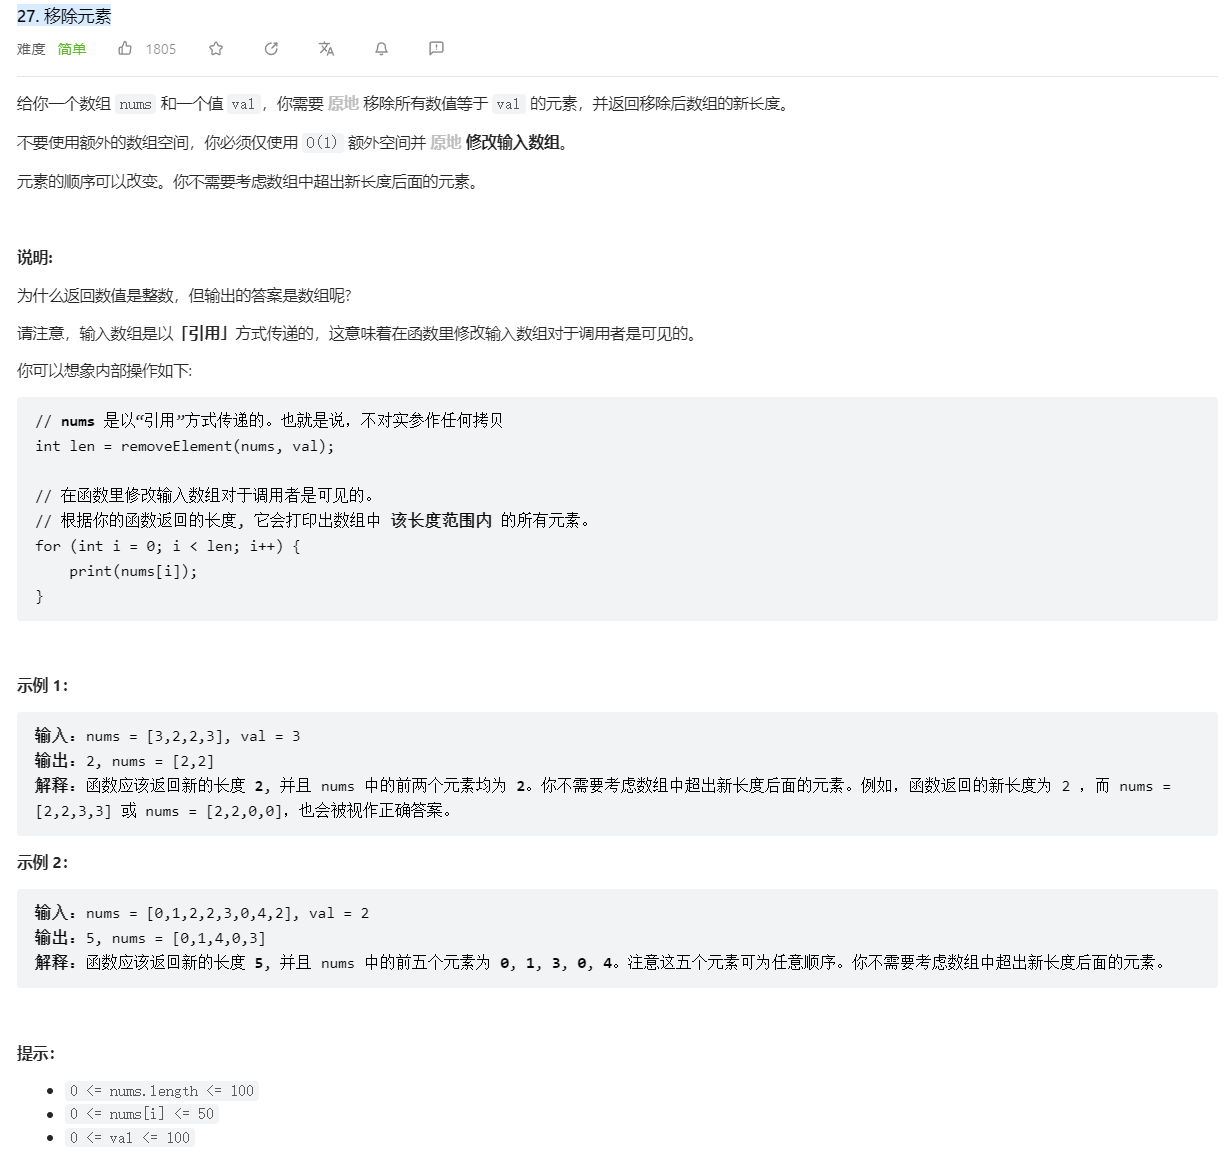 27. 移除元素
难度 简单 1805
给你一个数组 nums 和一个值 val，你需要 原地 移除所有数值等于 val 的元素，并返回移除后数组的新长度。
不要使用额外的数组空间，你必须仅使用 O(1) 额外空间并 原地 修改输入数组。
元素的顺序可以改变。你不需要考虑数组中超出新长度后面的元素。
说明:
为什么返回数值是整数，但输出的答案是数组呢?
请注意，输入数组是以「引用」方式传递的，这意味着在函数里修改输入数组对于调用者是可见的。
你可以想象内部操作如下:
// nums 是以“引用”方式传递的。也就是说，不对实参作任何拷贝
int len = removeElement(nums, val);
// 在函数里修改输入数组对于调用者是可见的。
// 根据你的函数返回的长度, 它会打印出数组中 该长度范围内 的所有元素。
for (int i = 0; i < len; i++) {
    print(nums[i]);
}
示例 1：
输入：nums = [3,2,2,3], val = 3
输出：2, nums = [2,2]
解释：函数应该返回新的长度 2, 并且 nums 中的前两个元素均为 2。你不需要考虑数组中超出新长度后面的元素。例如，函数返回的新长度为 2 ，而 nums =
[2,2,3,3] 或 nums = [2,2,0,0]，也会被视作正确答案。
示例 2：
输入：nums = [0,1,2,2,3,0,4,2], val = 2
输出：5, nums = [0,1,4,0,3]
解释：函数应该返回新的长度 5, 并且 nums 中的前五个元素为 0, 1, 3, 0, 4。注意这五个元素可为任意顺序。你不需要考虑数组中超出新长度后面的元素。
提示：
0 <= nums.length <= 100
0 <= nums[i] <= 50
0 <= val <= 100